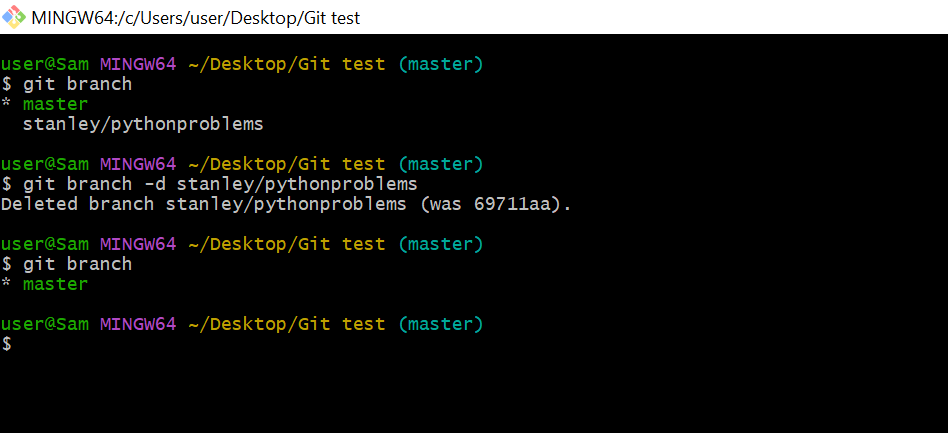 MINGW64:/c/Users/user/Desktop/Git test
user@Sam MINGW64 ~/Desktop/Git test (master)
$ git branch
* master
  stanley/pythonproblems
user@Sam MINGW64 ~/Desktop/Git test (master)
$ git branch -d stanley/pythonproblems
Deleted branch stanley/pythonproblems (was 69711aa).
user@Sam MINGW64 ~/Desktop/Git test (master)
$ git branch
* master
user@Sam MINGW64 ~/Desktop/Git test (master)
$